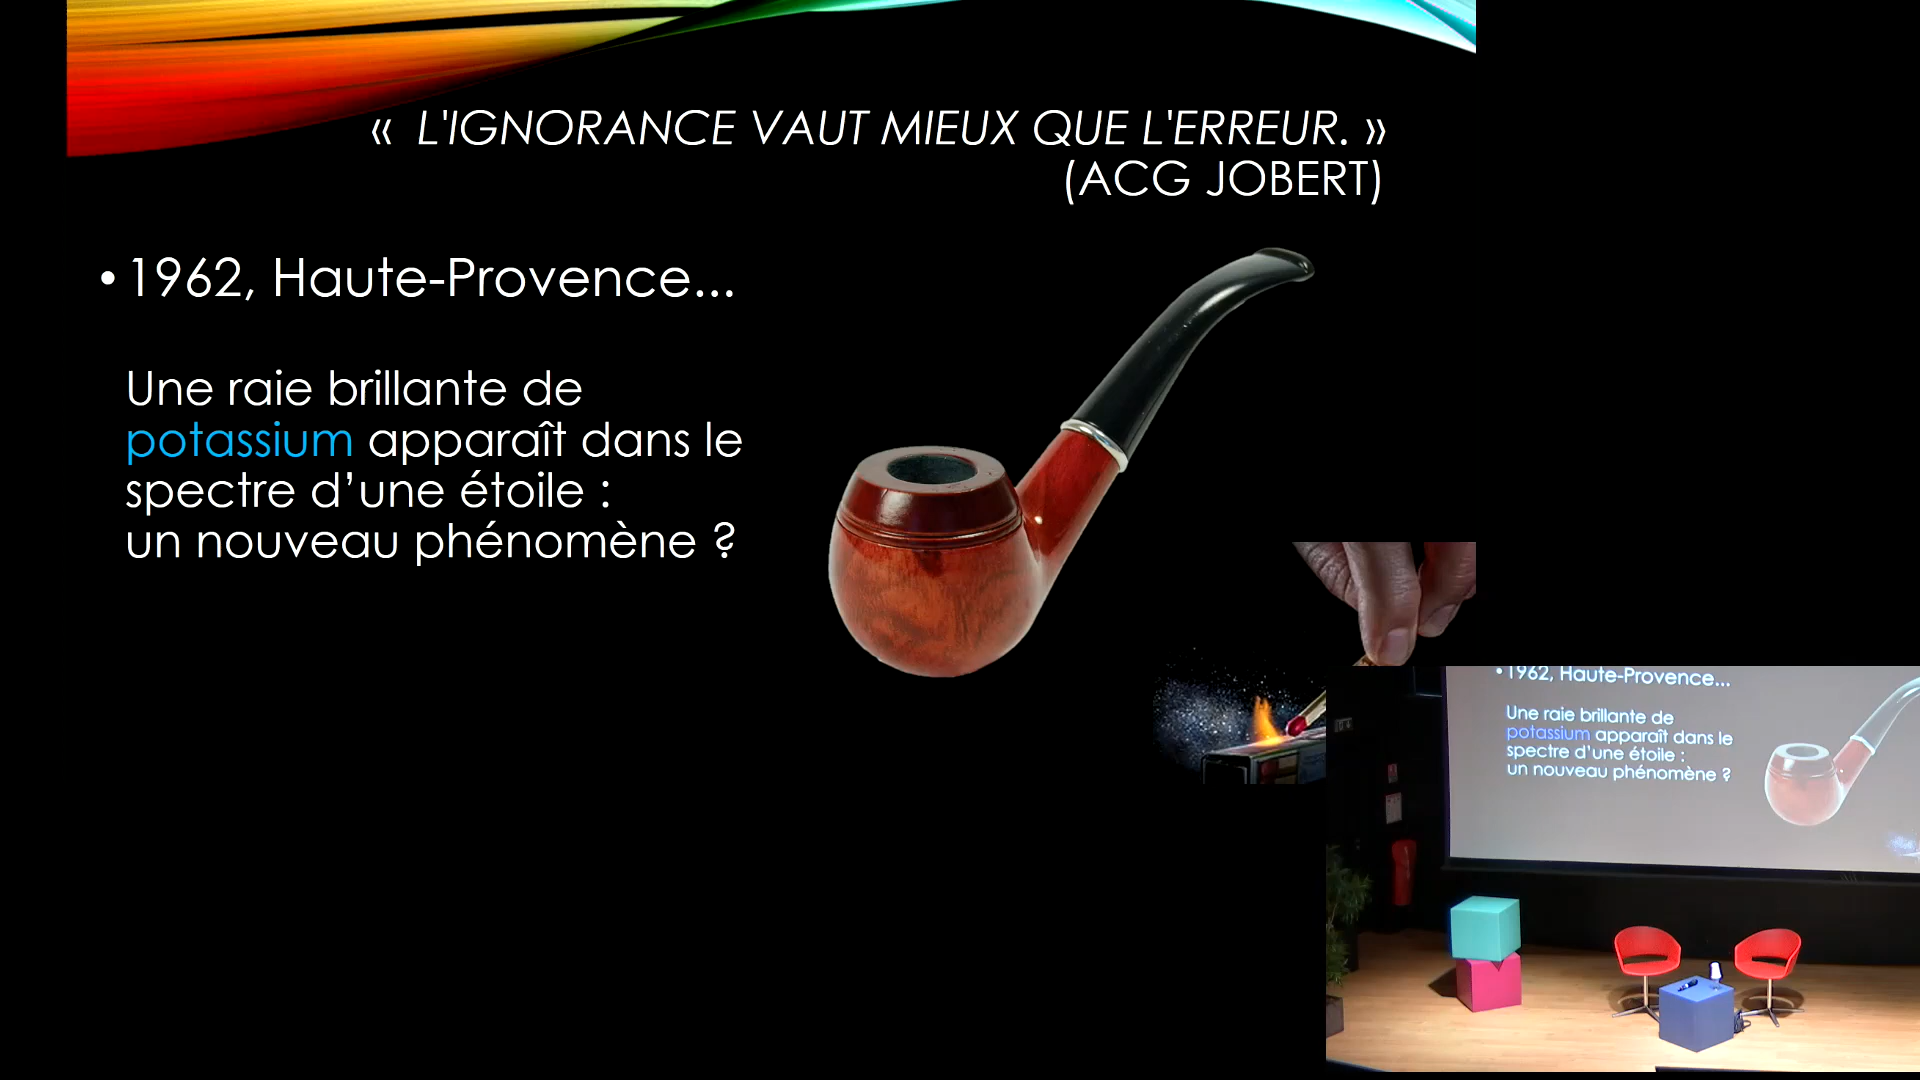 « L'IGNORANCE VAUT MIEUX QUE L'ERREUR. »
(ACG JOBERT)
• 1962, Haute-Provence...
Une raie brillante de
potassium apparaît dans le
spectre d’une étoile :
un nouveau phénomène ?
• 1962, Haute-Provence...
Une raie brillante de
potassium apparaît dans le
spectre d’une étoile :
un nouveau phénomène ?